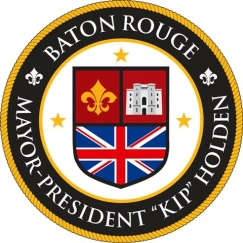 BATON ROUGE
MAYOR-PRESIDENT "KIP" HOLDEN